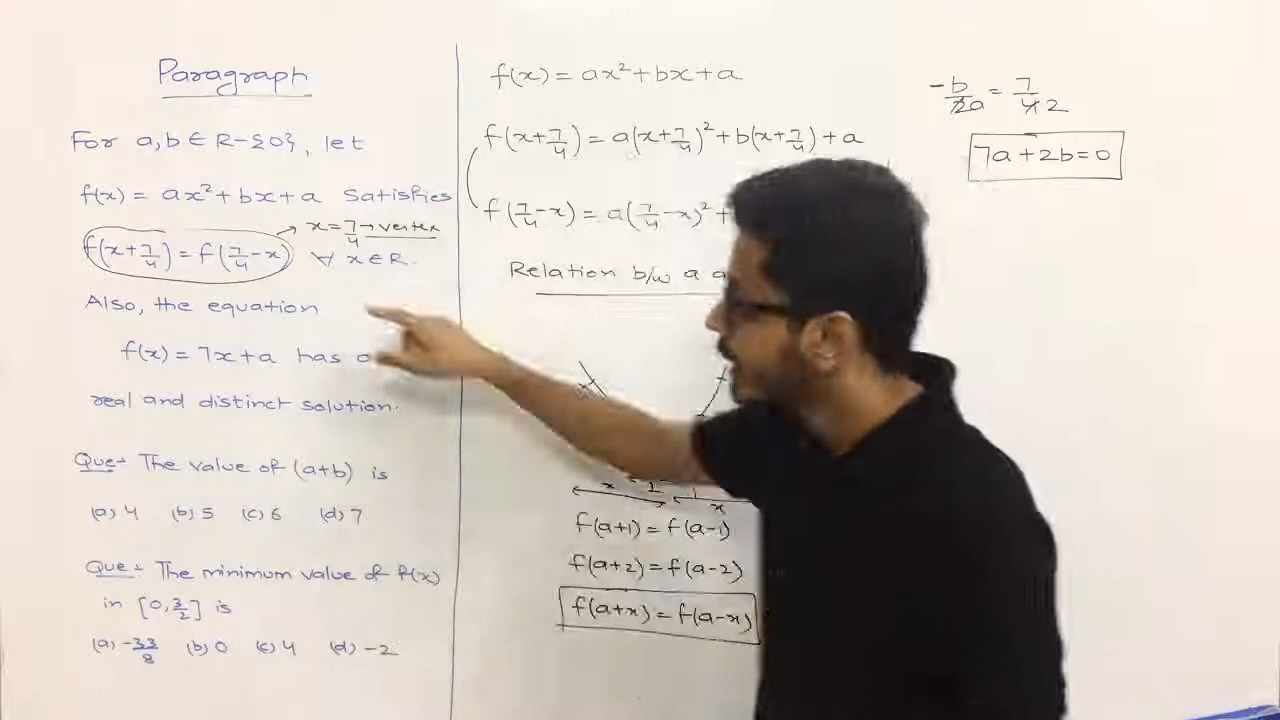 Paragraph
For a,b ∈ R-{0}, let
f(x) = ax²+bx+a satisfies
f(x+7/4)=f(7/4-x) → x=7/4→vertex
∀ x∈R.
Also, the equation
f(x) = 7x+a has
real and distinct solution.
Que- The value of (a+b) is
(a) 4 (b) 5 (c) 6 (d) 7
Que- The minimum value of f(x)
in [0,3/2] is
(a) -33/8 (b) 0 (c) 4 (d) -2
f(x) = ax²+bx+a
f(x+7/4) = a(x+7/4)²+b(x+7/4)+a
f(7/4-x) = a(7/4-x)²+
Relation b/w a
x
x
f(a+1)=f(a-1)
f(a+2)=f(a-2)
f(a+x)=f(a-x)
-b/2a = 7/4 2
7a+2b=0